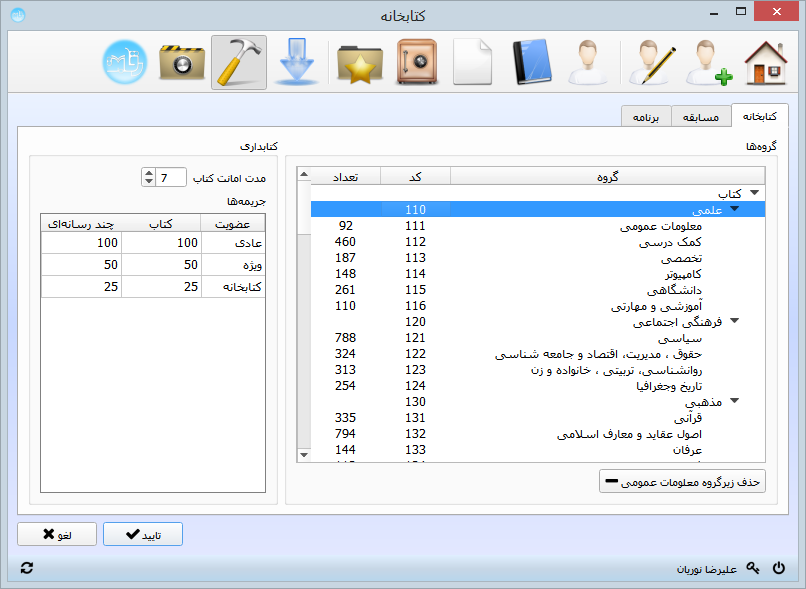 کتابخانه
کتابخانه
مسابقه
برنامه
گروه‌ها
گروه کد تعداد
کتاب
علمی 110
معلومات عمومی 111 92
کمک درسی 112 460
تخصصی 113 187
کامپیوتر 114 148
دانشگاهی 115 261
آموزشی و مهارتی 116 110
فرهنگی اجتماعی 120
سیاسی 121 788
حقوق ، مدیریت، اقتصاد و جامعه شناسی 122 324
روانشناسی، تربیتی ، خانواده و زن 123 313
تاریخ وجغرافیا 124 254
مذهبی 130
قرآنی 131 335
اصول عقاید و معارف اسلامی 132 794
عرفان 133 144
حذف زیرگروه معلومات عمومی
کتابداری
مدت امانت کتاب 7
جریمه‌ها
عضویت کتاب چند رسانه‌ای
عادی 100 100
ویژه 50 50
کتابخانه 25 25
تایید
لغو
علیرضا نوریان